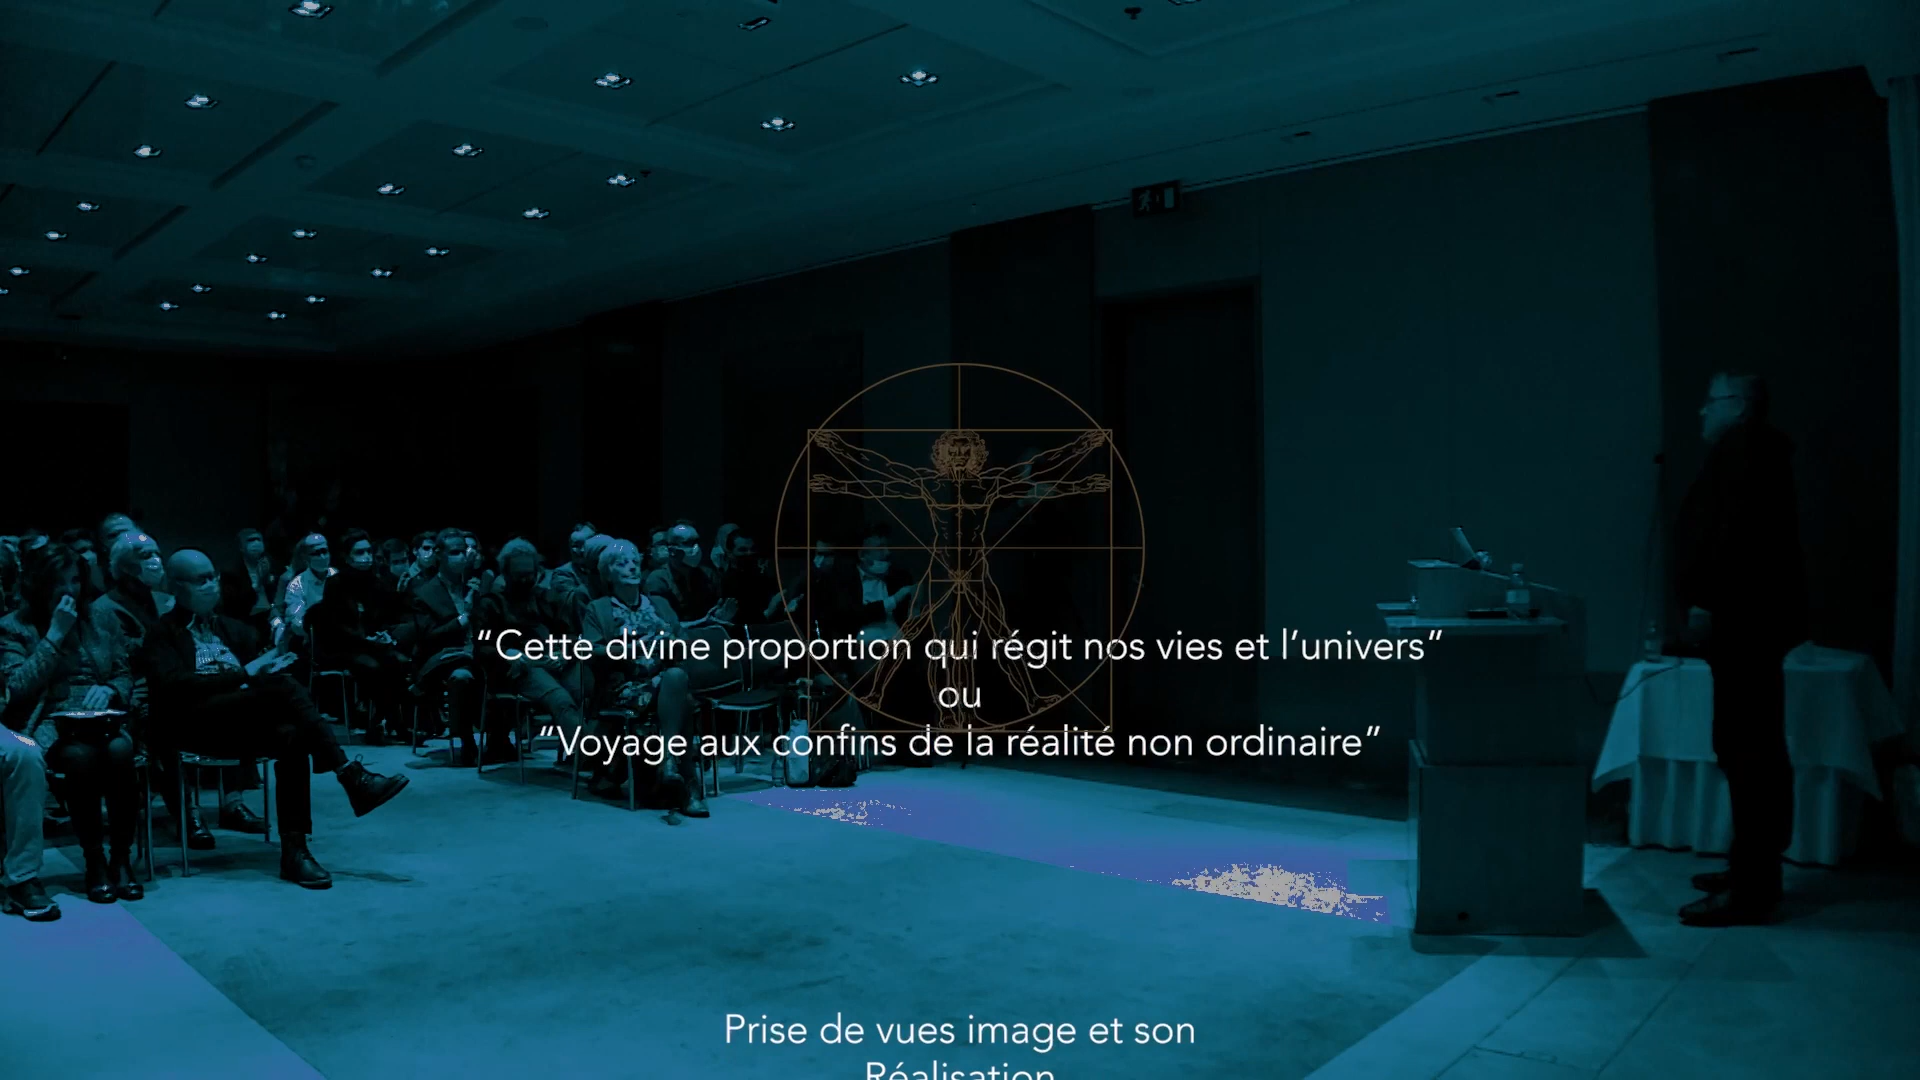 “Cette divine proportion qui régit nos vies et l’univers”
ou
“Voyage aux confins de la réalité non ordinaire”
Prise de vues image et son
Réalisation